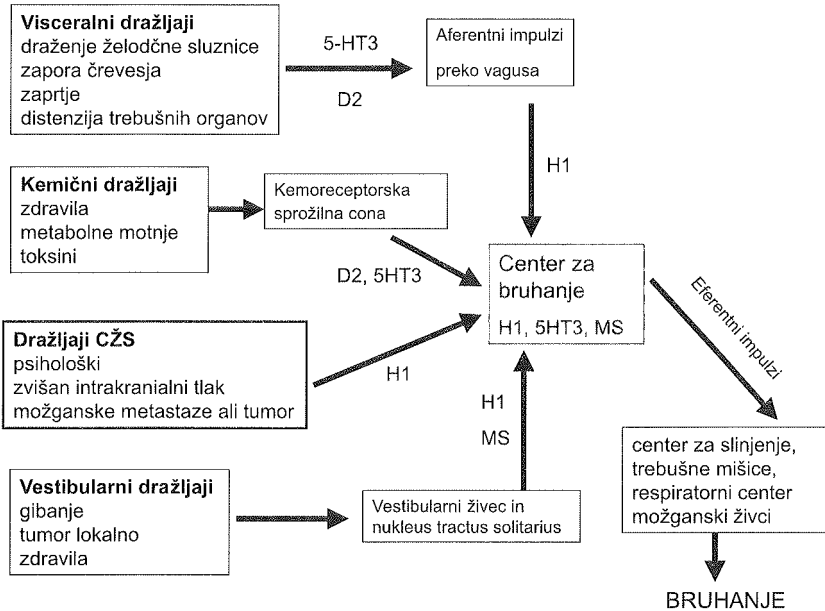 Visceralni dražljaji
draženje želodčne sluznice
zapora črevesja
zaprtje
distenzija trebušnih organov
5-HT3
D2
Aferentni impulzi
preko vagusa
H1
Kemični dražljaji
zdravila
metabolne motnje
toksini
Kemoreceptorska
sprožilna cona
D2, 5HT3
Center za
bruhanje
H1, 5HT3, MS
Eferentni impulzi
Dražljaji CŽS
psihološki
zvišan intrakranialni tlak
možganske metastaze ali tumor
H1
H1
MS
Vestibularni dražljaji
gibanje
tumor lokalno
zdravila
Vestibularni živec in
nukleus tractus solitarius
center za slinjenje,
trebušne mišice,
respiratorni center
možganski živci
BRUHANJE